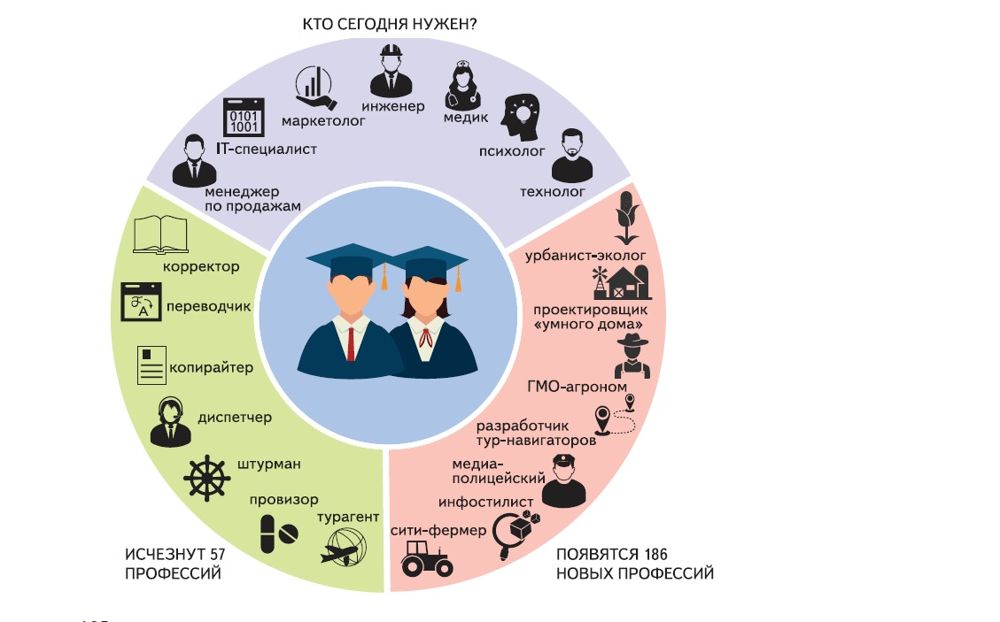 КТО СЕГОДНЯ НУЖЕН?
менеджер
по продажам
IT-специалист
0101
1001
маркетолог
инженер
медик
психолог
технолог
урбанист-эколог
проектировщик
«умного дома»
ГМО-агроном
разработчик
тур-навигаторов
медиа-
полицейский
инфостилист
сити-фермер
ПОЯВЯТСЯ 186
НОВЫХ ПРОФЕССИЙ
корректор
переводчик
A
копирайтер
диспетчер
штурман
провизор
турагент
ИСЧЕЗНУТ 57
ПРОФЕССИЙ